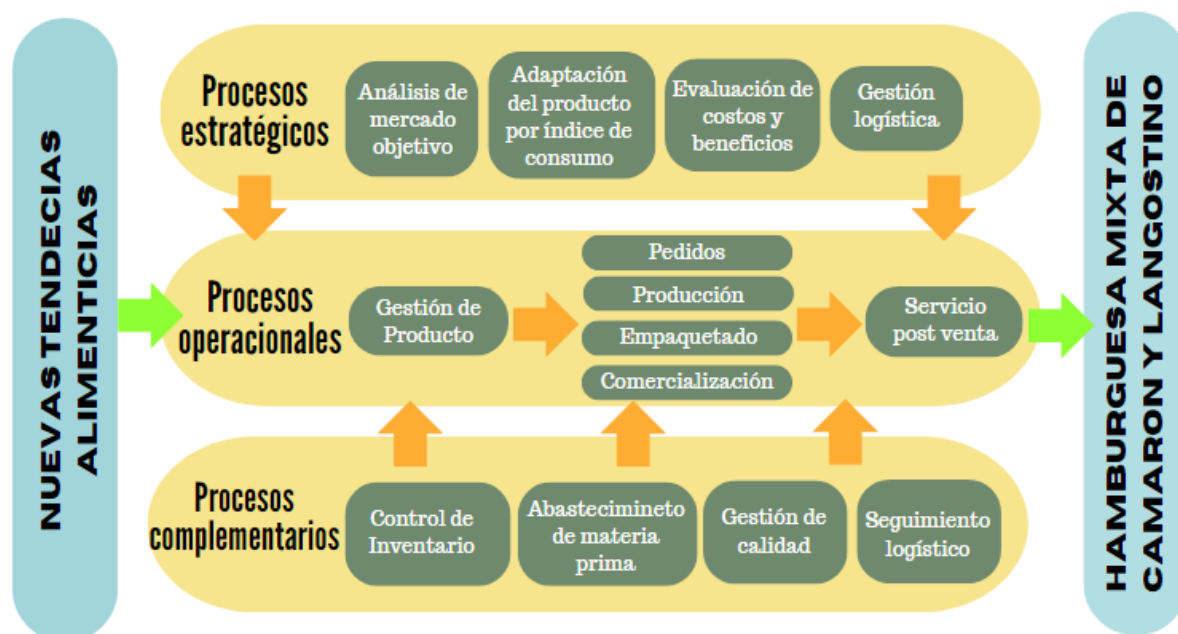 NUEVAS TENDECIAS
ALIMENTICIAS
Procesos
estratégicos
Análisis de
mercado
objetivo
Adaptación
del producto
por índice de
consumo
Evaluación de
costos y
beneficios
Gestión
logística
Procesos
operacionales
Gestión de
Producto
Pedidos
Producción
Empaquetado
Comercialización
Servicio
post venta
Procesos
complementarios
Control de
Inventario
Abastecimineto
de materia
prima
Gestión de
calidad
Seguimiento
logístico
HAMBURGUESA MIXTA DE
CAMARON Y LANGOSTINO